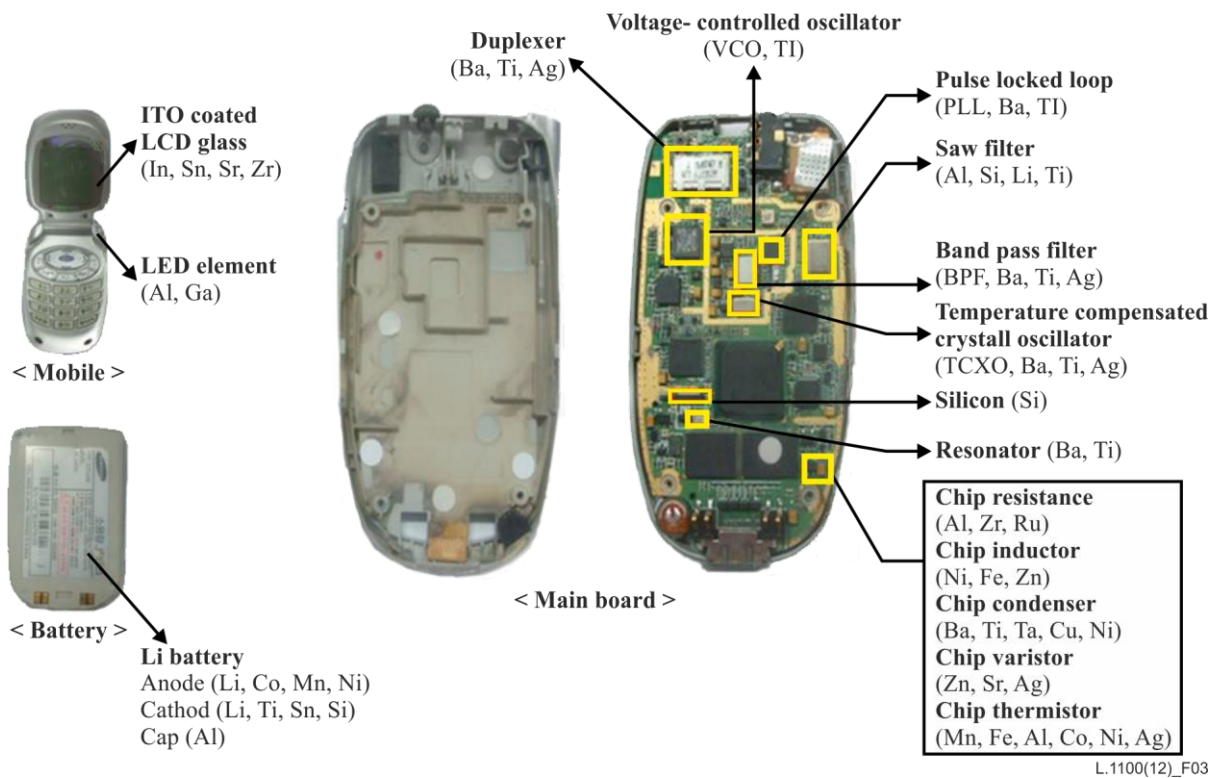 Voltage- controlled oscillator
(VCO, TI)
Duplexer
(Ba, Ti, Ag)
Pulse locked loop
(PLL, Ba, TI)
ITO coated
LCD glass
(In, Sn, Sr, Zr)
Saw filter
(Al, Si, Li, Ti)
LED element
(Al, Ga)
Band pass filter
(BPF, Ba, Ti, Ag)
Temperature compensated
crystall oscillator
(TCXO, Ba, Ti, Ag)
< Mobile >
Silicon (Si)
Resonator (Ba, Ti)
Chip resistance
(Al, Zr, Ru)
Chip inductor
(Ni, Fe, Zn)
Chip condenser
(Ba, Ti, Ta, Cu, Ni)
Chip varistor
(Zn, Sr, Ag)
Chip thermistor
(Mn, Fe, Al, Co, Ni, Ag)
< Main board >
< Battery >
Li battery
Anode (Li, Co, Mn, Ni)
Cathod (Li, Ti, Sn, Si)
Cap (Al)
L.1100(12)_F03